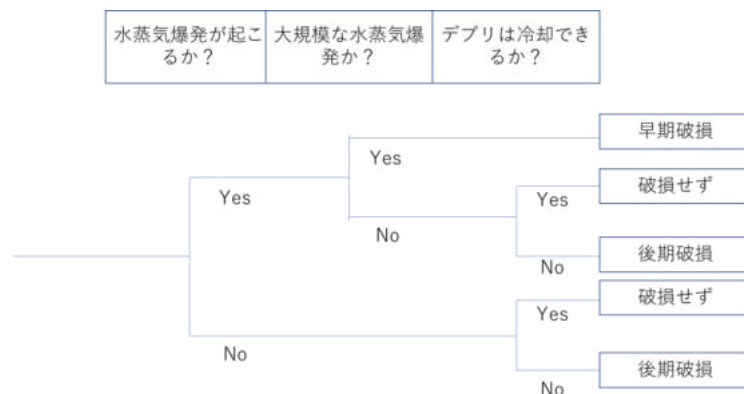 水蒸気爆発が起こ
るか？
大規模な水蒸気爆
発か？
デブリは冷却でき
るか？
早期破損
Yes
破損せず
Yes
Yes
No
後期破損
No
破損せず
Yes
No
後期破損
No